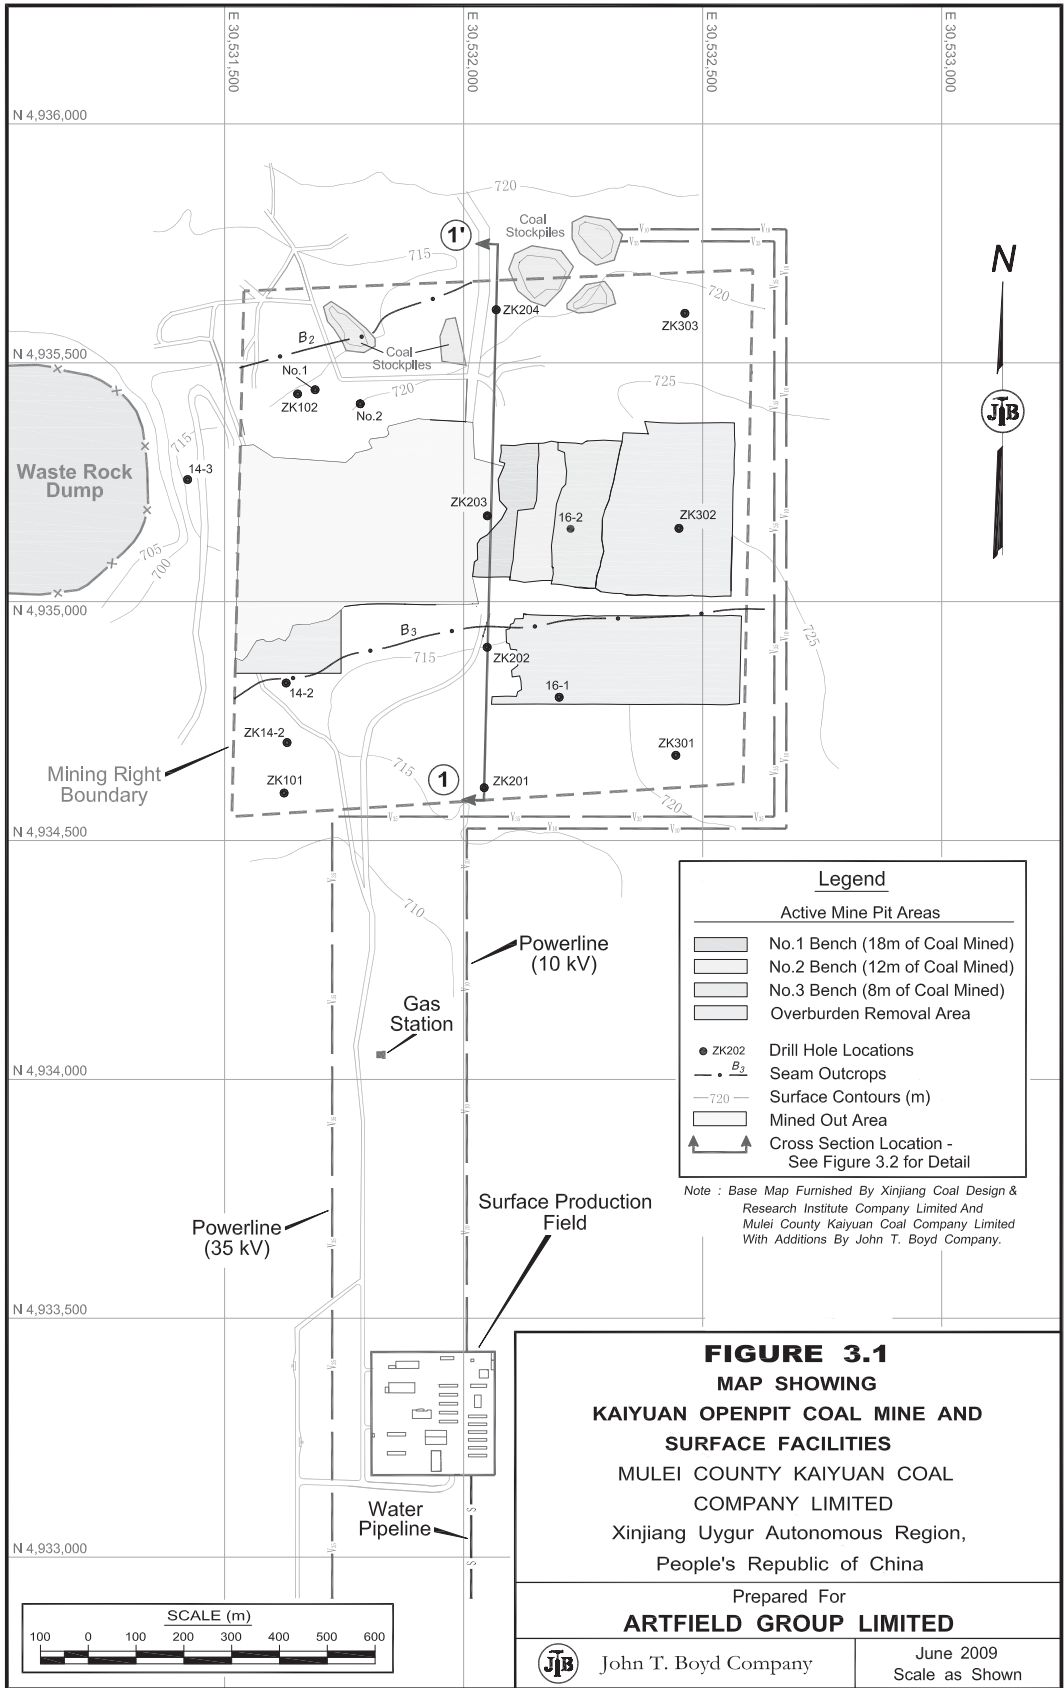 E 30,531,500
E 30,532,000
E 30,532,500
E 30,533,000
N 4,936,000
720
Coal
Stockpiles
1'
715
N
720
ZK204
ZK303
B2
Coal
Stockpiles
N 4,935,500
No.1
ZK102
720
No.2
725
JTB
715
Waste Rock
Dump
14-3
ZK203
16-2
ZK302
705
700
N 4,935,000
B3
715
ZK202
725
14-2
16-1
ZK14-2
ZK301
Mining Right
Boundary
715
ZK101
1
ZK201
720
V35
V10
N 4,934,500
710
Powerline
(10 kV)
Gas
Station
N 4,934,000
Legend
Active Mine Pit Areas
No.1 Bench (18m of Coal Mined)
No.2 Bench (12m of Coal Mined)
No.3 Bench (8m of Coal Mined)
Overburden Removal Area
ZK202 Drill Hole Locations
B3 Seam Outcrops
720 Surface Contours (m)
Mined Out Area
Cross Section Location -
See Figure 3.2 for Detail
Note : Base Map Furnished By Xinjiang Coal Design &
Research Institute Company Limited And
Mulei County Kaiyuan Coal Company Limited
With Additions By John T. Boyd Company.
Surface Production
Field
Powerline
(35 kV)
N 4,933,500
Water
Pipeline
S
S
N 4,933,000
SCALE (m)
100 0 100 200 300 400 500 600
FIGURE 3.1
MAP SHOWING
KAIYUAN OPENPIT COAL MINE AND
SURFACE FACILITIES
MULEI COUNTY KAIYUAN COAL
COMPANY LIMITED
Xinjiang Uygur Autonomous Region,
People's Republic of China
Prepared For
ARTFIELD GROUP LIMITED
JTB John T. Boyd Company
June 2009
Scale as Shown